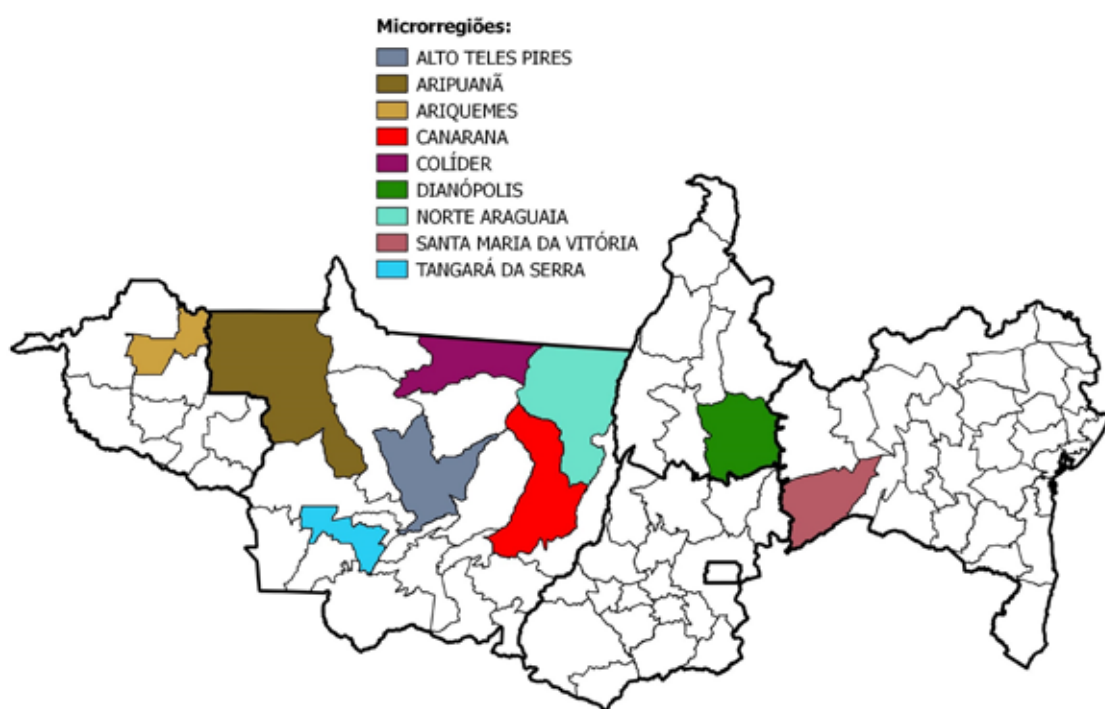 Microrregiões:
ALTO TELES PIRES
ARIPUANÃ
ARIQUEMES
CANARANA
COLÍDER
DIANÓPOLIS
NORTE ARAGUAIA
SANTA MARIA DA VITÓRIA
TANGARÁ DA SERRA